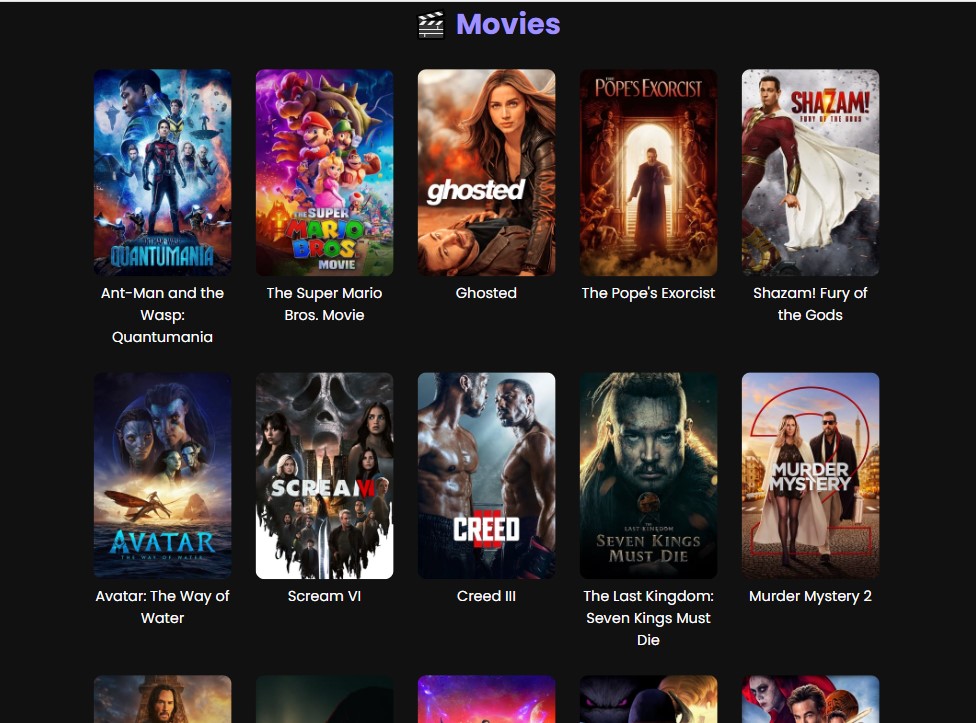 Movies
QUANTUMANIA
THE SUPER
MARIO
BROS.
MOVIE
ghosted
THE POPE'S EXORCIST
SHAZAM!
FURY OF THE GODS
Ant-Man and the
Wasp:
Quantumania
The Super Mario
Bros. Movie
Ghosted
The Pope's Exorcist
Shazam! Fury of
the Gods
AVATAR
THE WAY OF WATER
SCREAM VI
CREED
III
THE LAST KINGDOM
SEVEN KINGS
MUST DIE
2
MURDER
MYSTERY
Avatar: The Way of
Water
Scream VI
Creed III
The Last Kingdom:
Seven Kings Must
Die
Murder Mystery 2